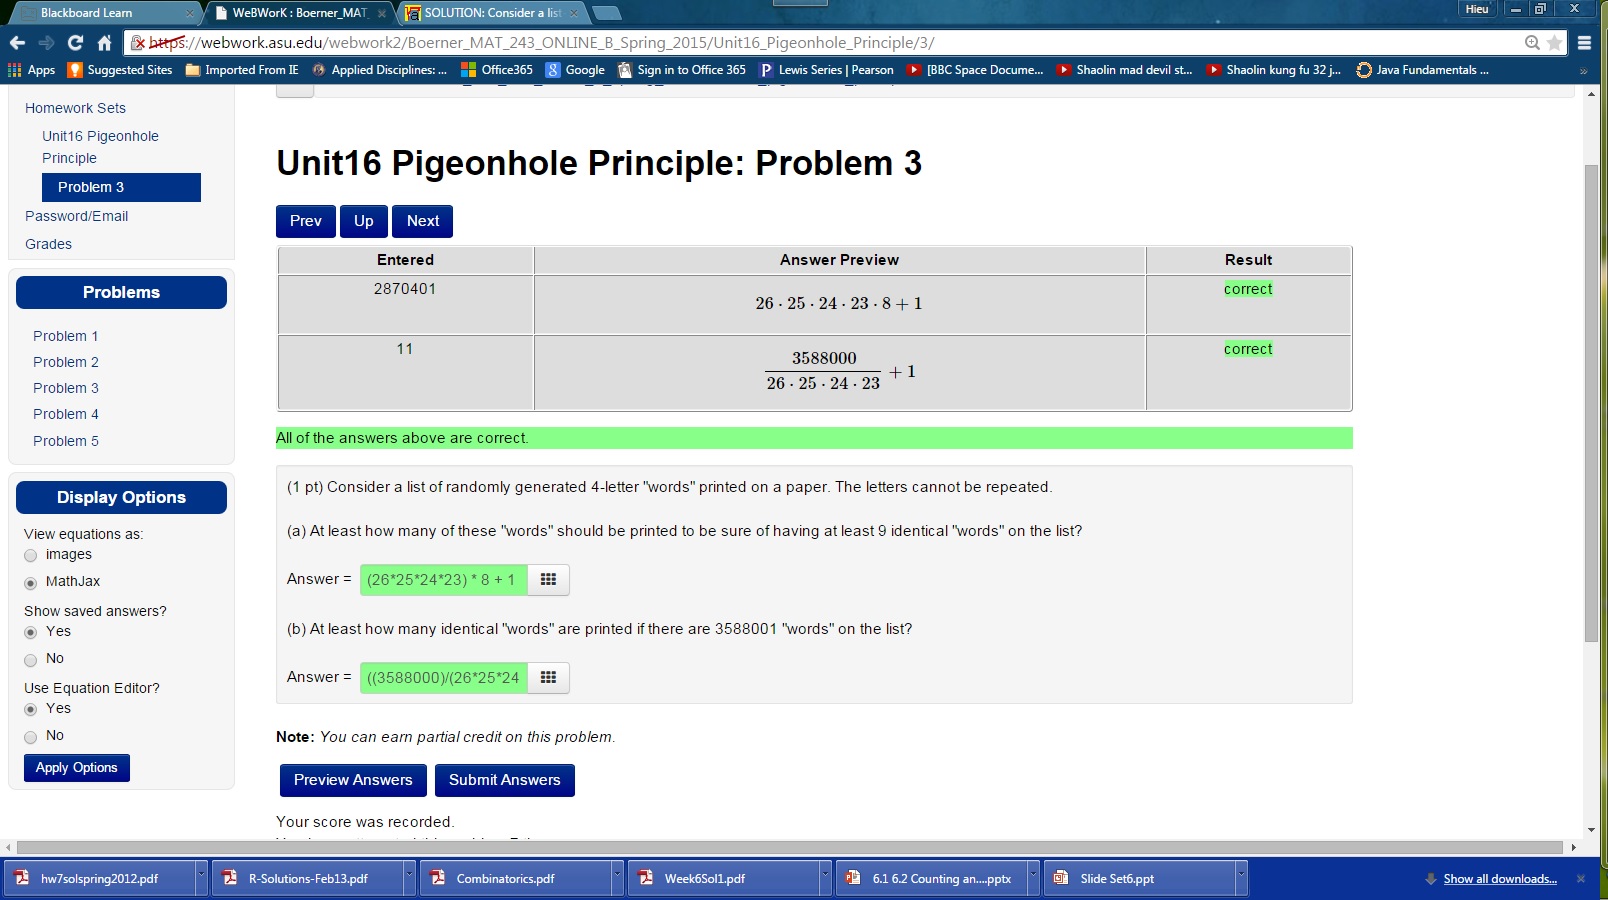 Blackboard Learn
WeBWorK : Boerner_MAT_
SOLUTION: Consider a list
Hieu
https://webwork.asu.edu/webwork2/Boerner_MAT_243_ONLINE_B_Spring_2015/Unit16_Pigeonhole_Principle/3/
Apps
Suggested Sites
Imported From IE
Applied Disciplines: ...
Office365
Google
Sign in to Office 365
Lewis Series | Pearson
[BBC Space Docume...
Shaolin mad devil st...
Shaolin kung fu 32 j...
Java Fundamentals ...
Homework Sets
Unit16 Pigeonhole
Principle
Problem 3
Password/Email
Grades
Problems
Problem 1
Problem 2
Problem 3
Problem 4
Problem 5
Display Options
View equations as:
images
MathJax
Show saved answers?
Yes
No
Use Equation Editor?
Yes
No
Apply Options
Unit16 Pigeonhole Principle: Problem 3
Prev Up Next
Entered Answer Preview Result
2870401 26 · 25 · 24 · 23 · 8 + 1 correct
11 3588000 / 26 · 25 · 24 · 23 + 1 correct
All of the answers above are correct.
(1 pt) Consider a list of randomly generated 4-letter "words" printed on a paper. The letters cannot be repeated.
(a) At least how many of these "words" should be printed to be sure of having at least 9 identical "words" on the list?
Answer = (26*25*24*23) * 8 + 1
(b) At least how many identical "words" are printed if there are 3588001 "words" on the list?
Answer = ((3588000)/(26*25*24
Note: You can earn partial credit on this problem.
Preview Answers Submit Answers
Your score was recorded.
hw7solspring2012.pdf
R-Solutions-Feb13.pdf
Combinatorics.pdf
Week6Sol1.pdf
6.1 6.2 Counting an....pptx
Slide Set6.ppt
Show all downloads...